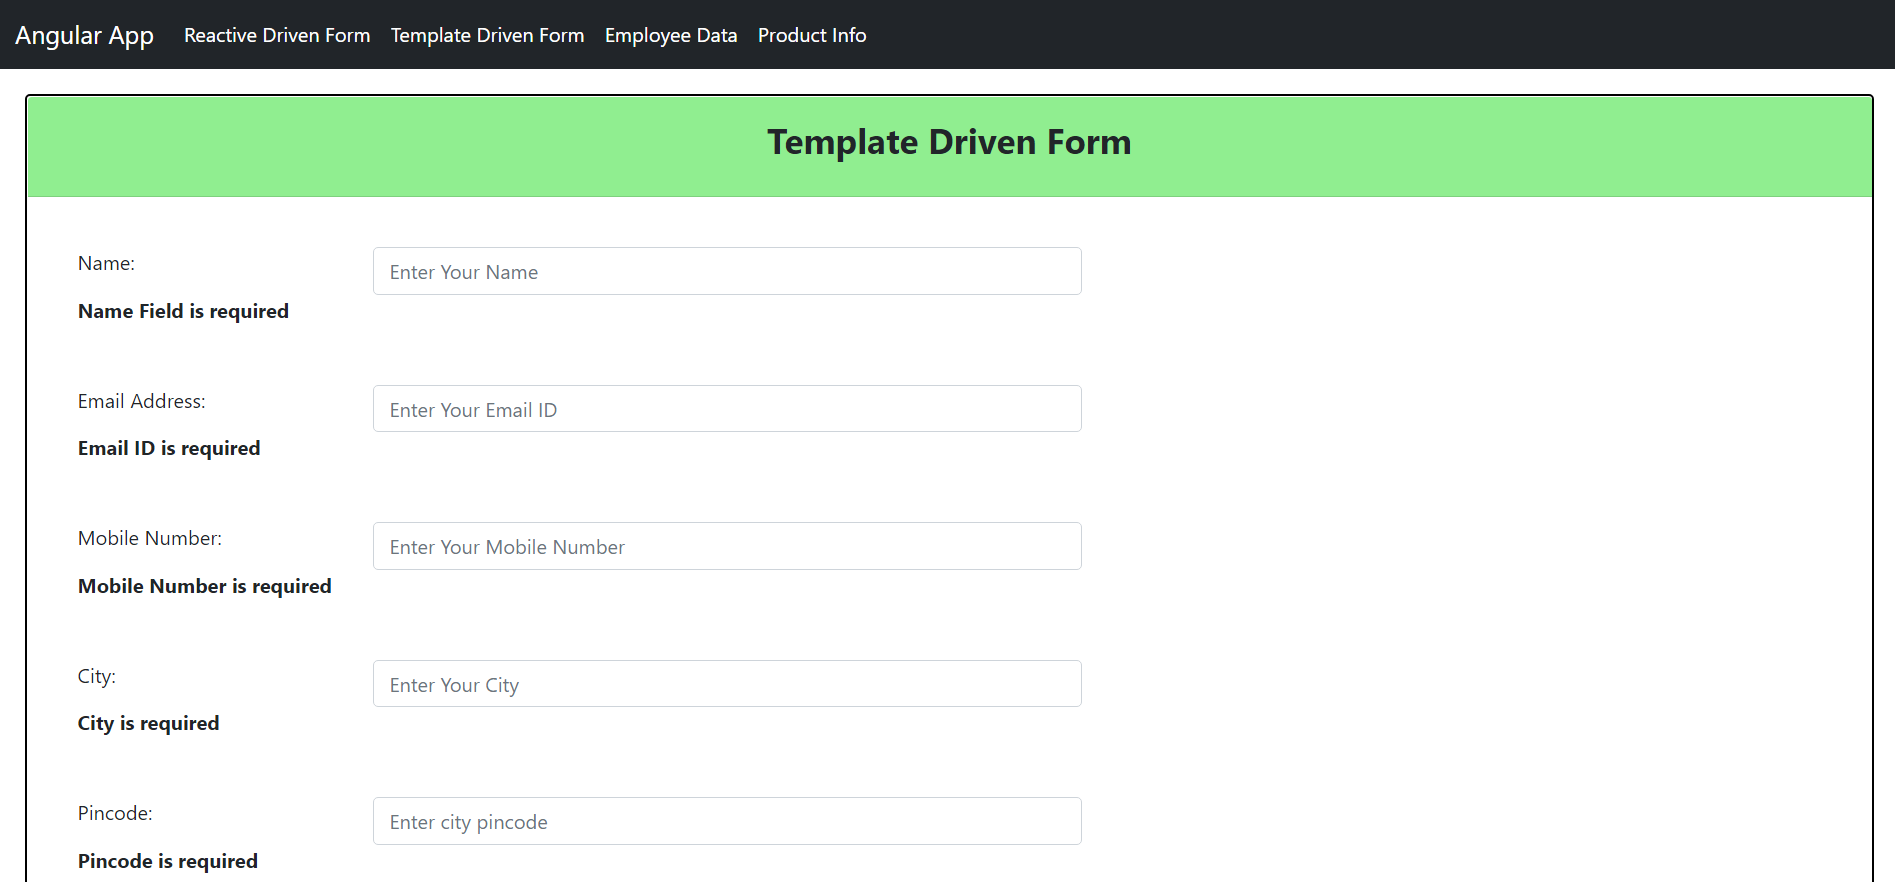 Angular App Reactive Driven Form Template Driven Form Employee Data Product Info
Template Driven Form
Name: Enter Your Name
Name Field is required
Email Address: Enter Your Email ID
Email ID is required
Mobile Number: Enter Your Mobile Number
Mobile Number is required
City: Enter Your City
City is required
Pincode: Enter city pincode
Pincode is required